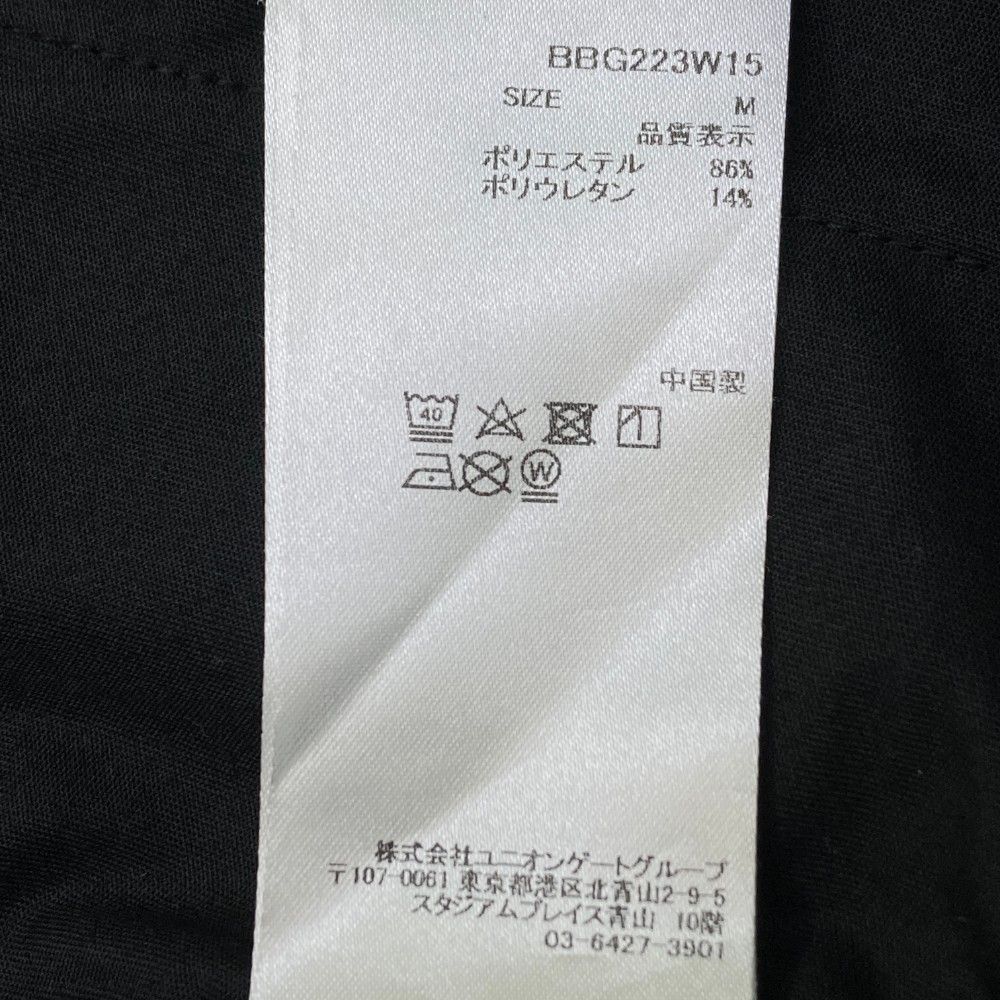 BBG223W15
SIZE M
品質表示
ポリエステル 86%
ポリウレタン 14%
中国製
40
W
株式会社ユニオンゲートグループ
〒107-0061 東京都港区北青山2-9-5
スタジアムプレイス青山 10階
03-6427-3901